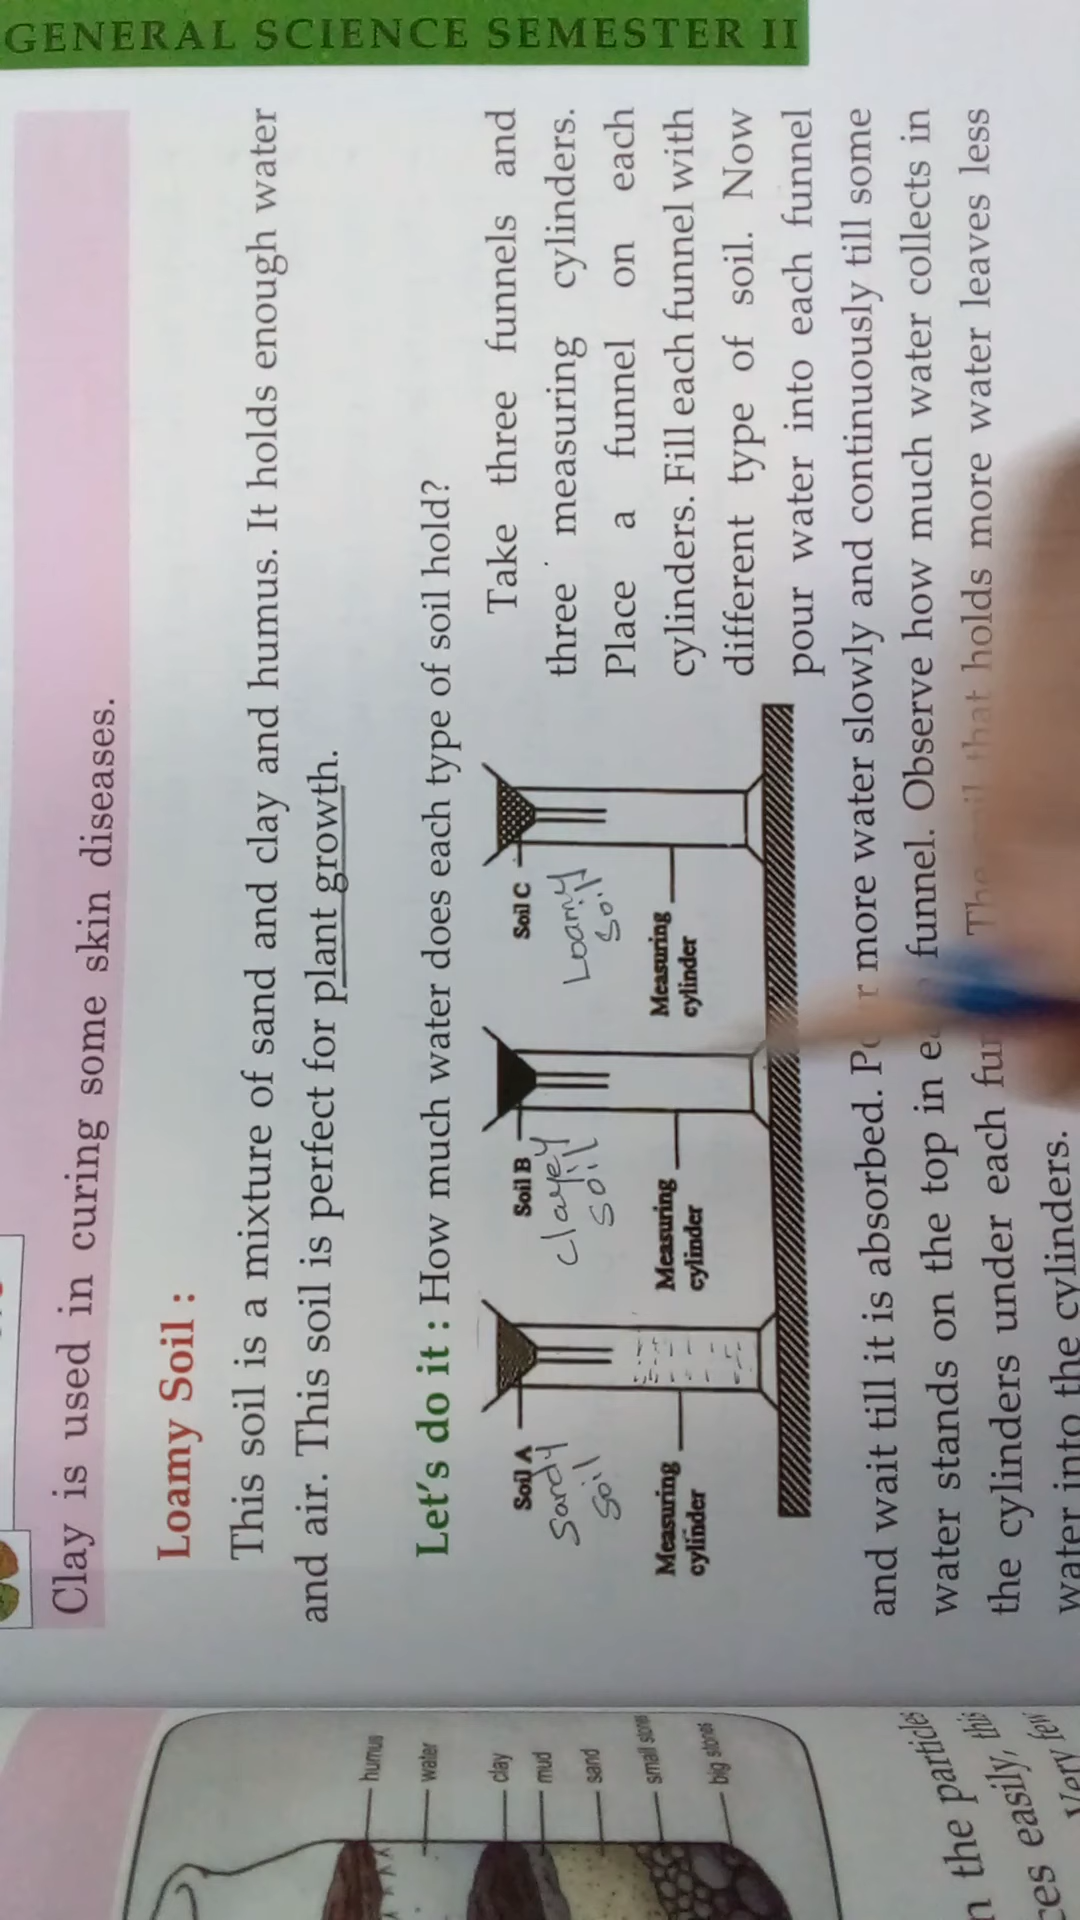 GENERAL SCIENCE SEMESTER II
Clay is used in curing some skin diseases.
Loamy Soil :
This soil is a mixture of sand and clay and humus. It holds enough water
and air. This soil is perfect for plant growth.
Let's do it : How much water does each type of soil hold?
Soil A
Sandy
Soil
Measuring
cylinder
Soil B
clayey
soil
Measuring
cylinder
Soil C
Loamy
soil
Measuring
cylinder
Take three funnels and
three measuring cylinders.
Place a funnel on each
cylinders. Fill each funnel with
different type of soil. Now
pour water into each funnel
and wait till it is absorbed. more water slowly and continuously till some
water stands on the top in funnel. Observe how much water collects in
the cylinders under each that holds more water leaves less
water into the cylinders.
humus
water
clay
mud
sand
small stones
big stones
the particles
easily, this
Very few